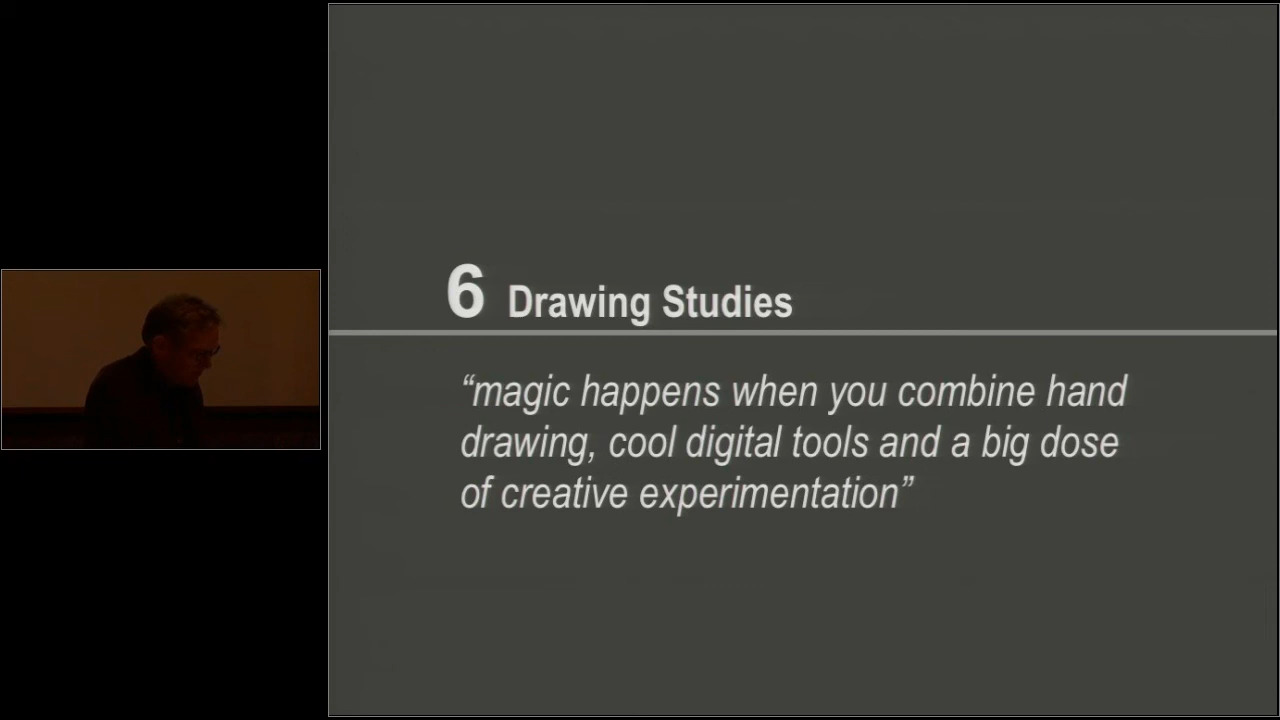 6 Drawing Studies
“magic happens when you combine hand
drawing, cool digital tools and a big dose
of creative experimentation”